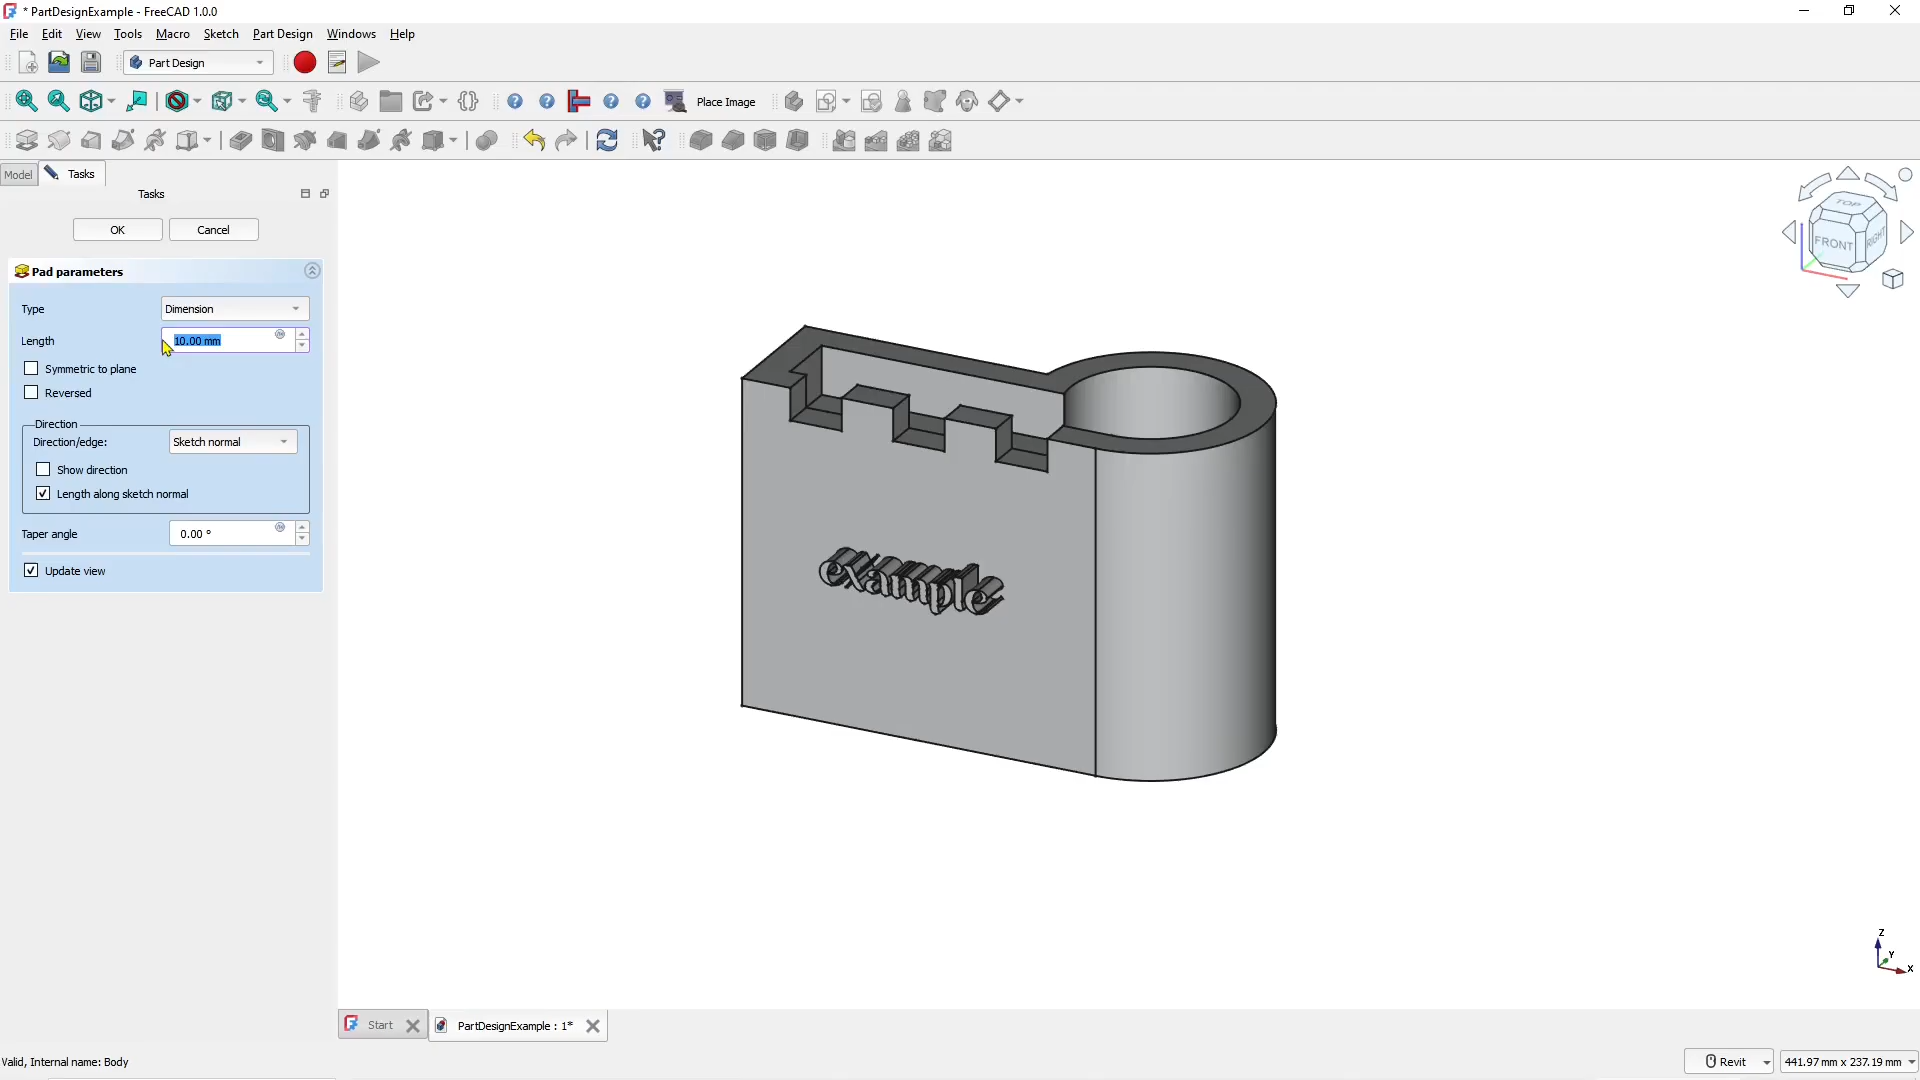 * PartDesignExample - FreeCAD 1.0.0
File Edit View Tools Macro Sketch Part Design Windows Help
Part Design
Place Image
Model Tasks
Tasks
OK Cancel
Pad parameters
Type Dimension
Length 10.00 mm
Symmetric to plane
Reversed
Direction
Direction/edge: Sketch normal
Show direction
Length along sketch normal
Taper angle 0.00 °
Update view
example
TOP
FRONT RIGHT
Z
Y
X
Start PartDesignExample : 1*
Valid, Internal name: Body
Revit 441.97 mm x 237.19 mm